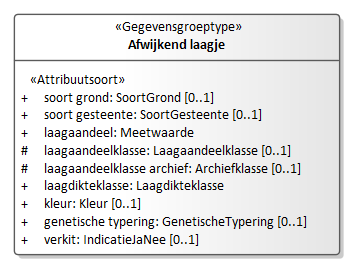 «Gegevensgroeptype»
Afwijkend laagje
«Attribuutsoort»
+ soort grond: SoortGrond [0..1]
+ soort gesteente: SoortGesteente [0..1]
+ laagaandeel: Meetwaarde
# laagaandeelklasse: Laagaandeelklasse [0..1]
# laagaandeelklasse archief: Archiefklasse [0..1]
+ laagdikteklasse: Laagdikteklasse
+ kleur: Kleur [0..1]
+ genetische typering: GenetischeTypering [0..1]
+ verkit: IndicatieJaNee [0..1]